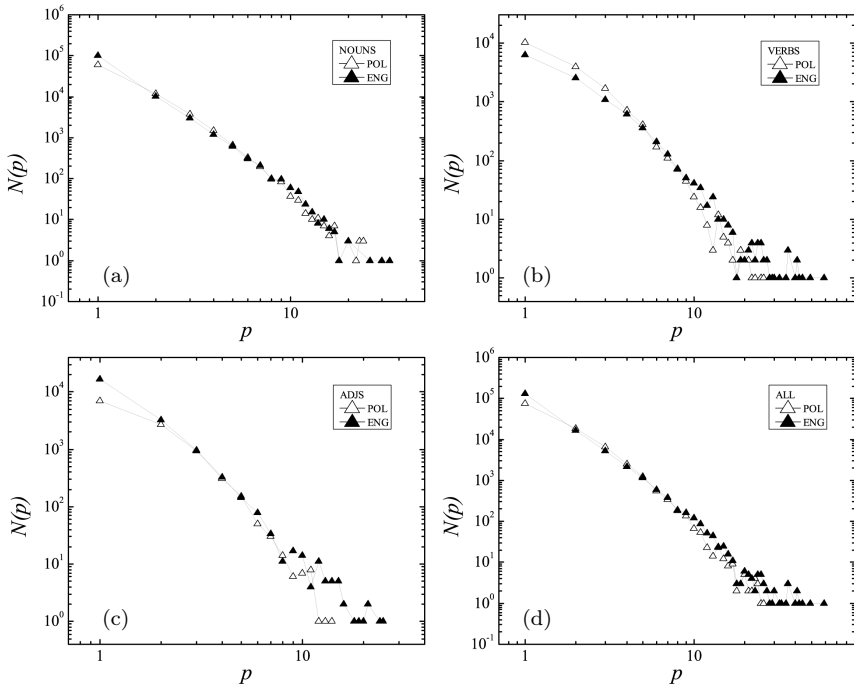 10^6
10^5
10^4
10^3
10^2
10^1
10^0
10^-1
N(p)
NOUNS
POL
ENG
(a)
1
10
p
10^4
10^3
10^2
10^1
10^0
N(p)
VERBS
POL
ENG
(b)
1
10
p
10^4
10^3
10^2
10^1
10^0
N(p)
ADJS
POL
ENG
(c)
1
10
p
10^6
10^5
10^4
10^3
10^2
10^1
10^0
10^-1
N(p)
ALL
POL
ENG
(d)
1
10
p